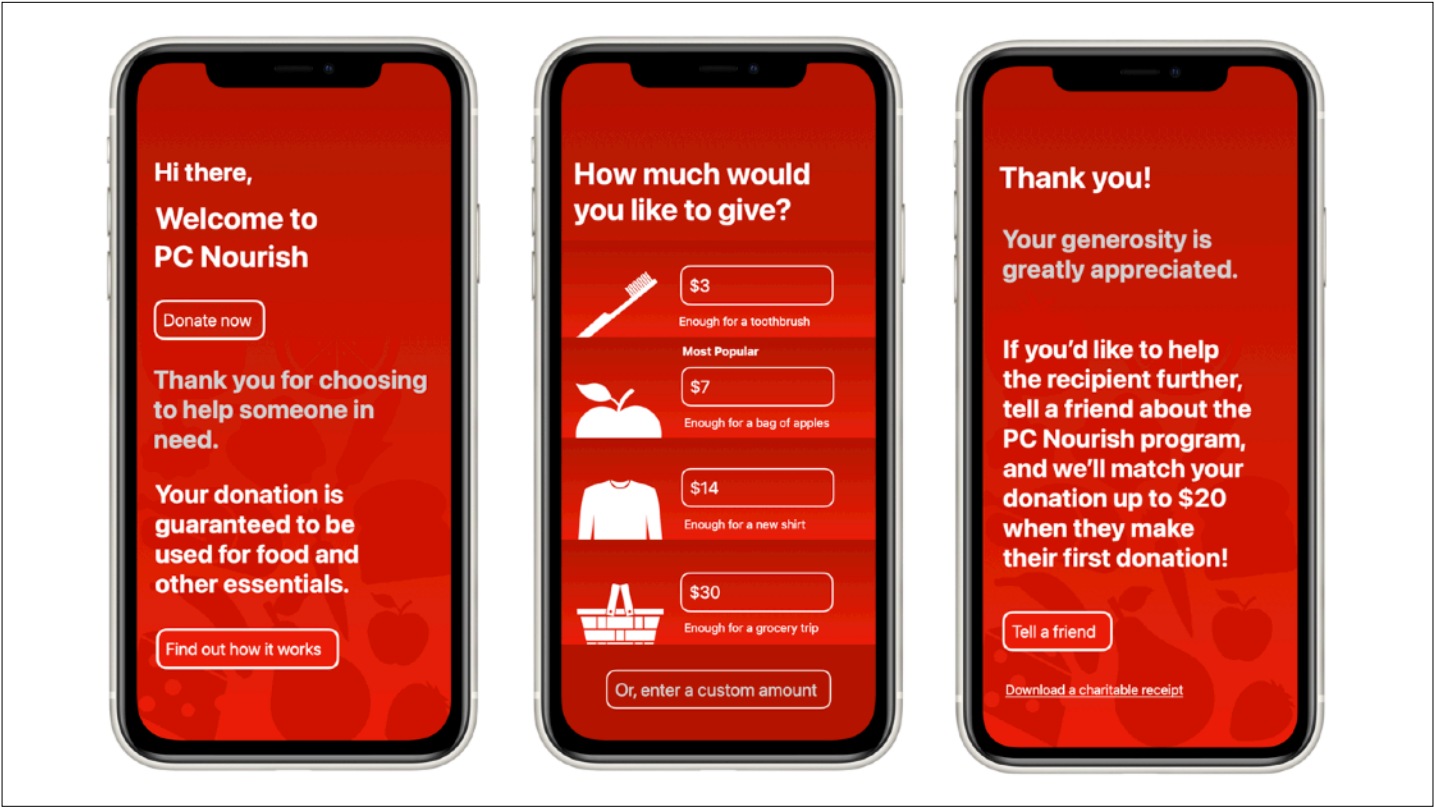 Hi there,
Welcome to
PC Nourish
Donate now
Thank you for choosing
to help someone in
need.
Your donation is
guaranteed to be
used for food and
other essentials.
Find out how it works
How much would
you like to give?
$3
Enough for a toothbrush
Most Popular
$7
Enough for a bag of apples
$14
Enough for a new shirt
$30
Enough for a grocery trip
Or, enter a custom amount
Thank you!
Your generosity is
greatly appreciated.
If you’d like to help
the recipient further,
tell a friend about the
PC Nourish program,
and we’ll match your
donation up to $20
when they make
their first donation!
Tell a friend
Download a charitable receipt